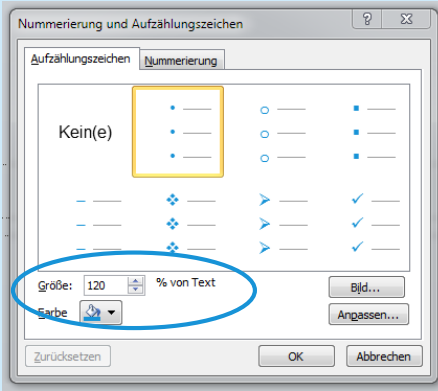 Nummerierung und Aufzählungszeichen
Aufzählungszeichen
Nummerierung
Kein(e)
Größe: 120 % von Text
Bild...
Farbe
Anpassen...
Zurücksetzen
OK
Abbrechen